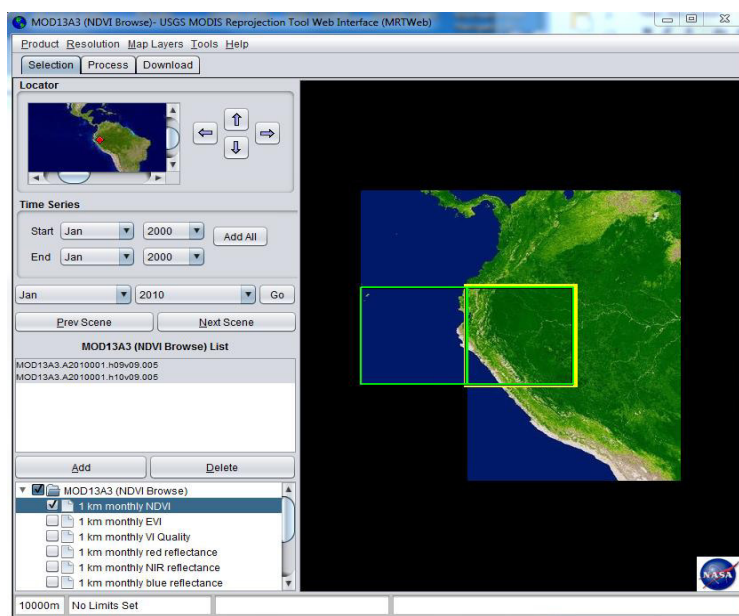 MOD13A3 (NDVI Browse)- USGS MODIS Reprojection Tool Web Interface (MRTWeb)
Product Resolution Map Layers Tools Help
Selection Process Download
Locator
Time Series
Start Jan 2000 Add All
End Jan 2000
Jan 2010 Go
Prev Scene Next Scene
MOD13A3 (NDVI Browse) List
MOD13A3.A2010001.h09v09.005
MOD13A3.A2010001.h10v09.005
Add Delete
MOD13A3 (NDVI Browse)
1 km monthly NDVI
1 km monthly EVI
1 km monthly VI Quality
1 km monthly red reflectance
1 km monthly NIR reflectance
1 km monthly blue reflectance
NASA
10000m No Limits Set